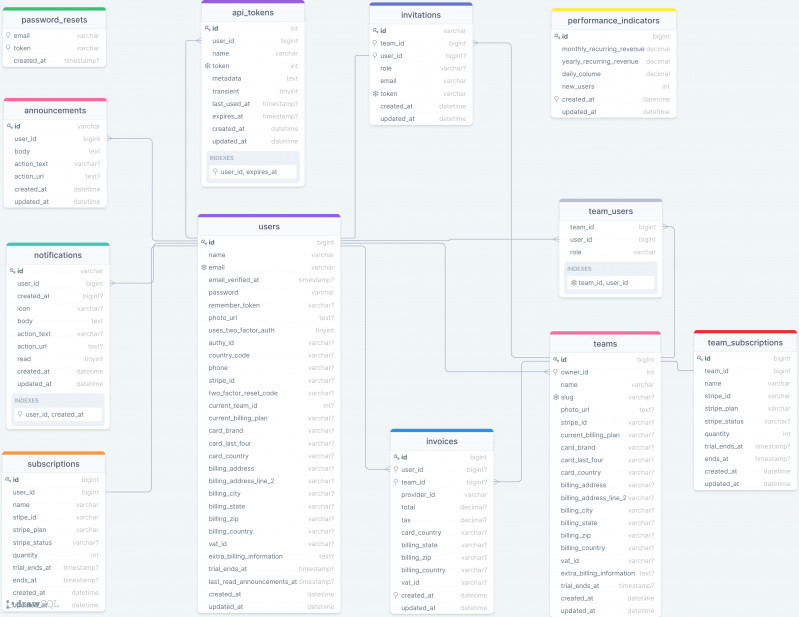 password_resets
email varchar
token varchar
created_at timestamp?
announcements
id varchar
user_id bigint
body text
action_text varchar?
action_url text?
created_at datetime
updated_at datetime
notifications
id varchar
user_id bigint
created_at bigint?
icon varchar?
body text
action_text varchar?
action_url text?
read tinyint
created_at datetime
updated_at datetime
INDEXES
user_id, created_at
subscriptions
id bigint
user_id bigint
name varchar
stipe_id varchar
stripe_plan varchar
stripe_status varchar?
quantity int
trial_ends_at timestamp?
ends_at timestamp?
created_at datetime
updated_at datetime
drawSQL
api_tokens
id int
user_id bigint
name varchar
token int
metadata text
transient tinyint
last_used_at timestamp?
expires_at timestamp?
created_at datetime
updated_at datetime
INDEXES
user_id, expires_at
users
id bigint
name varchar
email varchar
email_verified_at timestamp?
password varchar
remember_token varchar?
photo_url text?
uses_two_factor_auth tinyint
authy_id varchar?
country_code varchar?
phone varchar?
stripe_id varchar?
two_factor_reset_code varchar?
current_team_id int?
current_billing_plan varchar?
card_brand varchar?
card_last_four varchar?
card_country varchar?
billing_address varchar?
billing_address_line_2 varchar?
billing_city varchar?
billing_state varchar?
billing_zip varchar?
billing_country varchar?
vat_id varchar?
extra_billing_information text?
trial_ends_at timestamp?
last_read_announcements_at timestamp?
created_at datetime
updated_at datetime
invitations
id varchar
team_id bigint
user_id bigint?
role varchar?
email varchar
token varchar
created_at datetime
updated_at datetime
invoices
id bigint
user_id bigint?
team_id bigint?
provider_id varchar
total decimal?
tax decimal?
card_country varchar?
billing_state varchar?
billing_zip varchar?
billing_country varchar?
vat_id varchar?
created_at datetime
updated_at datetime
performance_indicators
id bigint
monthly_recurring_revenue decimal
yearly_recurring_revenue decimal
daily_colume decimal
new_users int
created_at datetime
updated_at datetime
team_users
team_id bigint
user_id bigint
role varchar
INDEXES
team_id, user_id
teams
id bigint
owner_id int
name varchar
slug varchar?
photo_url text?
stripe_id varchar?
current_billing_plan varchar?
card_brand varchar?
card_last_four varchar?
card_country varchar?
billing_address varchar?
billing_address_line_2 varchar?
billing_city varchar?
billing_state varchar?
billing_zip varchar?
billing_country varchar?
vat_id varchar?
extra_billing_information text?
trial_ends_at timestamp?
created_at datetime
updated_at datetime
team_subscriptions
id bigint
team_id bigint
name varchar
stripe_id varchar
stripe_plan varchar
stripe_status varchar?
quantity int
trial_ends_at timestamp?
ends_at timestamp?
created_at datetime
updated_at datetime